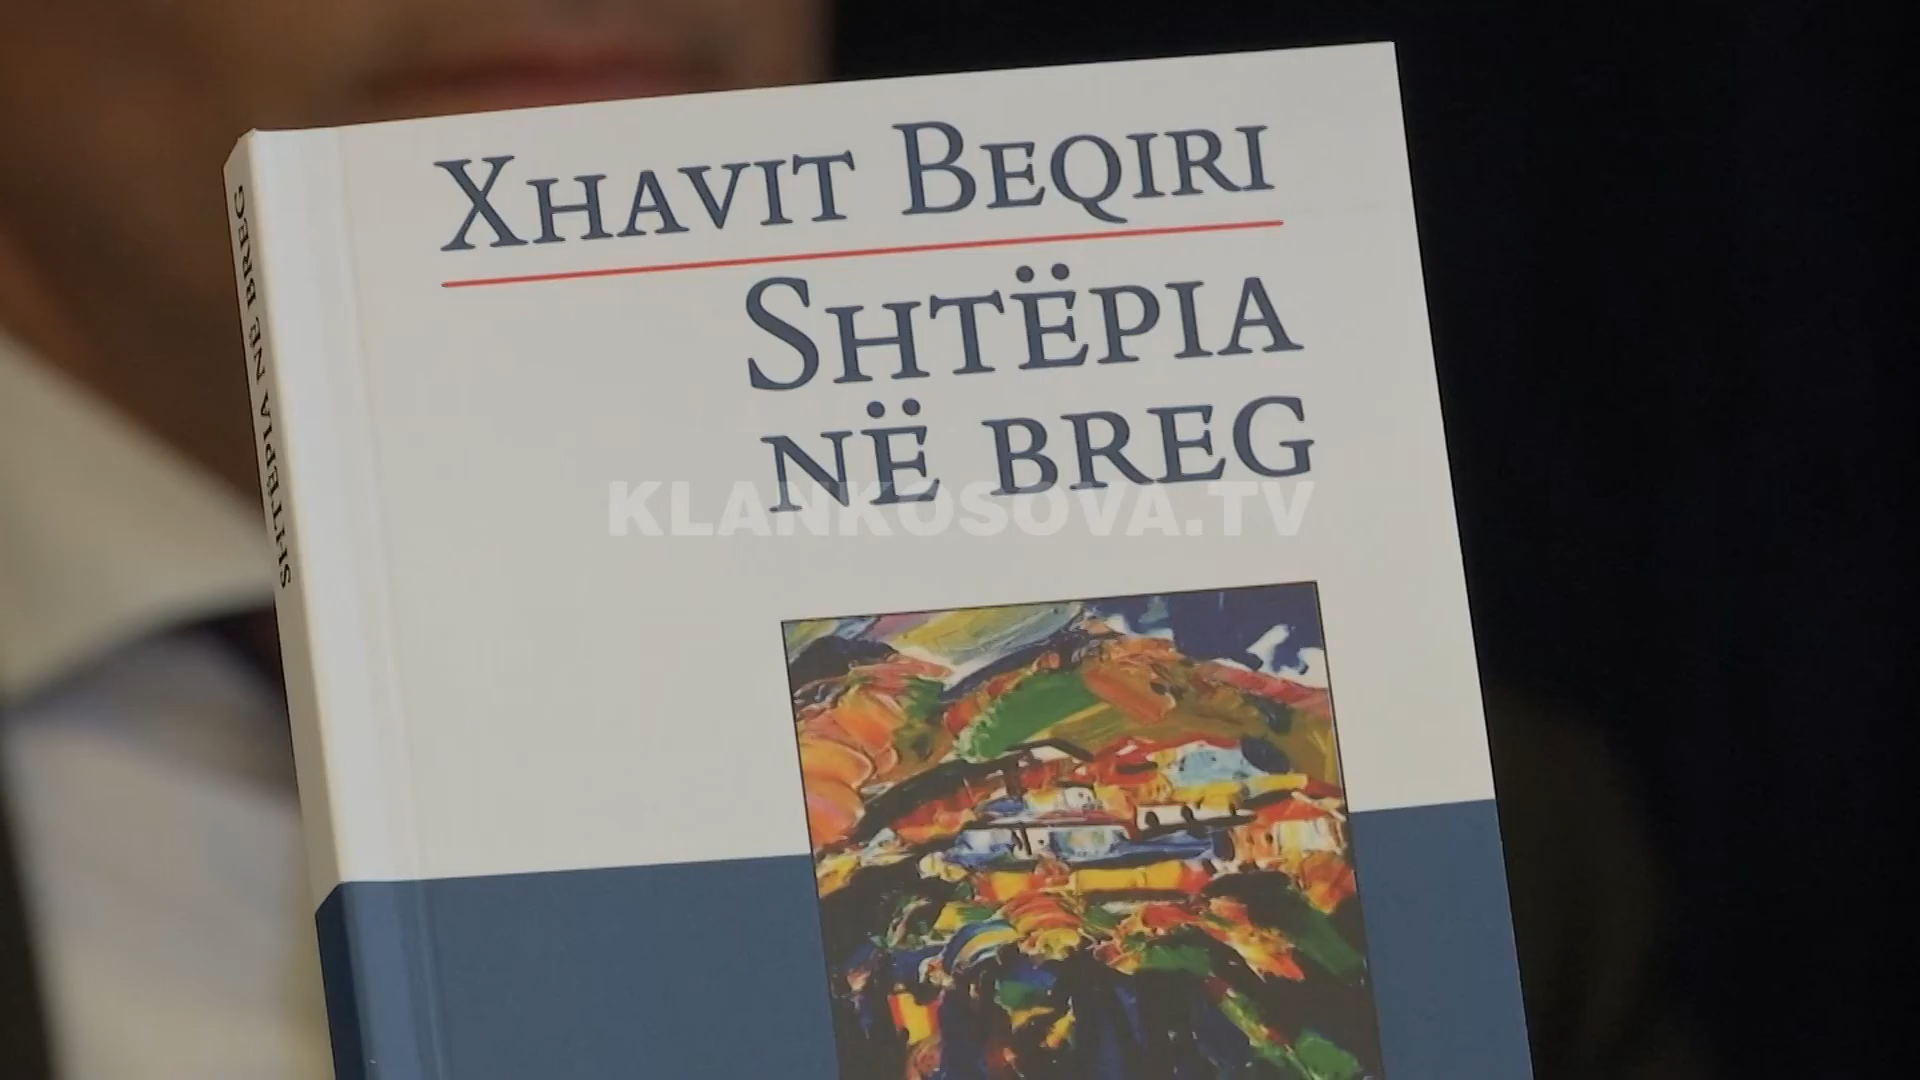 XHAVIT BEQIRI
SHTËPIA
NË BREG
KLANKOSOVA.TV
SHTËPIA NË BREG